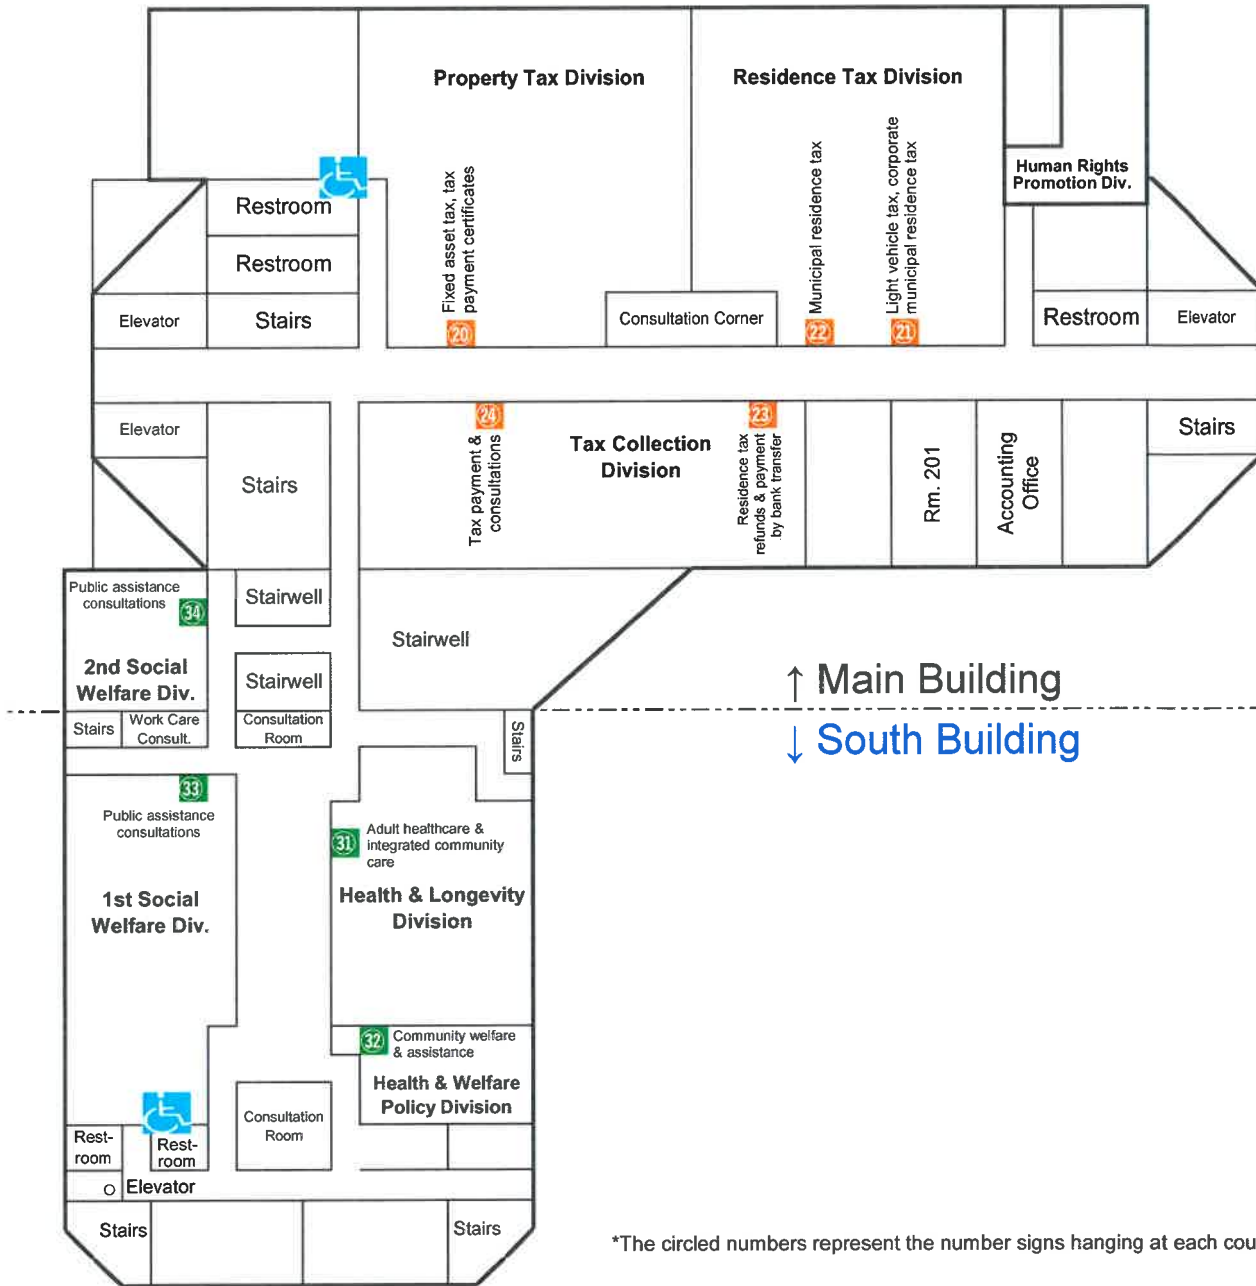 Property Tax Division
Residence Tax Division
Human Rights
Promotion Div.
Restroom
Restroom
Elevator
Stairs
Fixed asset tax, tax
payment certificates
20
Consultation Corner
Municipal residence tax
22
Light vehicle tax, corporate
municipal residence tax
21
Restroom
Elevator
Elevator
Stairs
24
Tax payment &
consultations
Tax Collection
Division
23
Residence tax
refunds & payment
by bank transfer
Rm. 201
Accounting
Office
Stairs
Public assistance
consultations
34
2nd Social
Welfare Div.
Stairwell
Stairwell
Stairwell
↑ Main Building
↓ South Building
Stairs
Work Care
Consult.
Consultation
Room
Stairs
33
Public assistance
consultations
1st Social
Welfare Div.
31
Adult healthcare &
integrated community
care
Health & Longevity
Division
32
Community welfare
& assistance
Health & Welfare
Policy Division
Consultation
Room
Rest-
room
Rest-
room
Elevator
Stairs
Stairs
*The circled numbers represent the number signs hanging at each cou